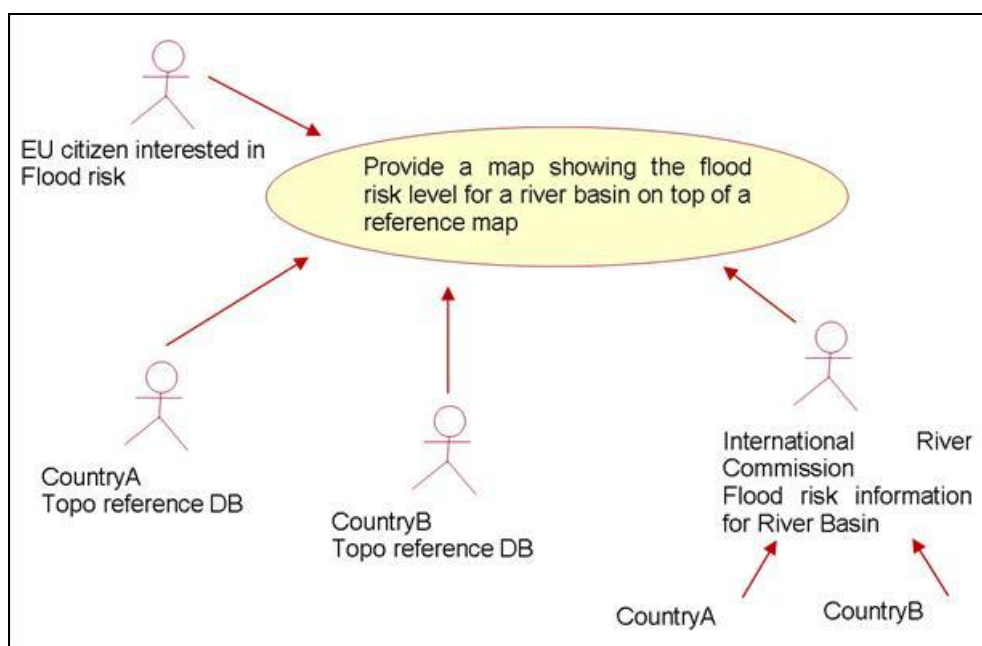 EU citizen interested in
Flood risk
Provide a map showing the flood
risk level for a river basin on top of a
reference map
CountryA
Topo reference DB
CountryB
Topo reference DB
International River
Commission
Flood risk information
for River Basin
CountryA
CountryB